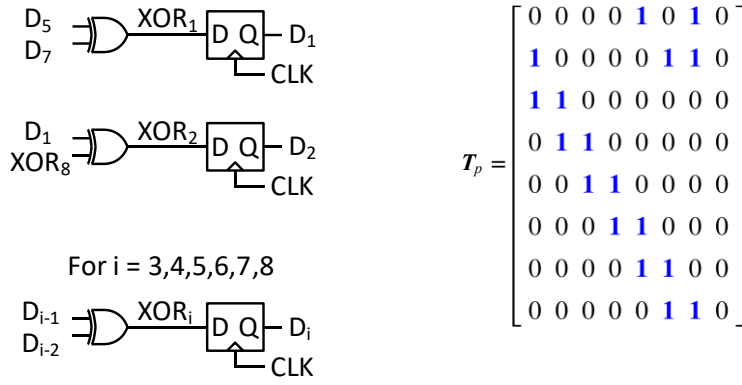 D₅
D₇
XOR₁
D Q
D₁
CLK
D₁
XOR₈
XOR₂
D Q
D₂
CLK
For i = 3,4,5,6,7,8
Dᵢ₋₁
Dᵢ₋₂
XORᵢ
D Q
Dᵢ
CLK
Tₚ =
0 0 0 0 1 0 1 0
1 0 0 0 0 1 1 0
1 1 0 0 0 0 0 0
0 1 1 0 0 0 0 0
0 0 1 1 0 0 0 0
0 0 0 1 1 0 0 0
0 0 0 0 1 1 0 0
0 0 0 0 0 1 1 0